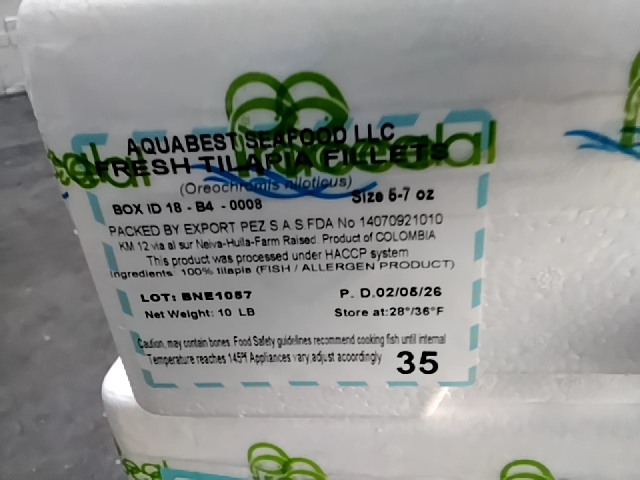 AQUABEST SEAFOOD LLC
FRESH TILAPIA FILLETS
(Oreochromis niloticus)
BOX ID 18 - B4 - 0008 Size 5-7 oz
PACKED BY EXPORT PEZ S.A.S.FDA No 14070921010
KM 12 via al sur Neiva-Huila-Farm Raised. Product of COLOMBIA
This product was processed under HACCP system
Ingredients: 100% tilapia (FISH / ALLERGEN PRODUCT)
LOT: BNE1057 P. D.02/05/26
Net Weight: 10 LB Store at:28°/36°F
Caution, may contain bones. Food Safety guidelines recommend cooking fish until internal
Temperature reaches 145°f Appliances vary, adjust accordingly 35